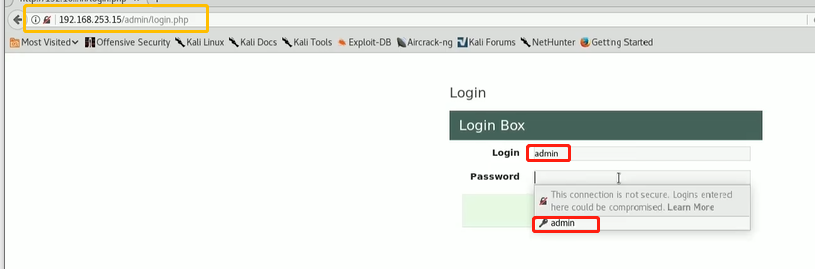 192.168.253.15/admin/login.php
Most Visited Offensive Security Kali Linux Kali Docs Kali Tools Exploit-DB Aircrack-ng Kali Forums NetHunter Getting Started
Login
Login Box
Login admin
Password
This connection is not secure. Logins entered
here could be compromised. Learn More
admin